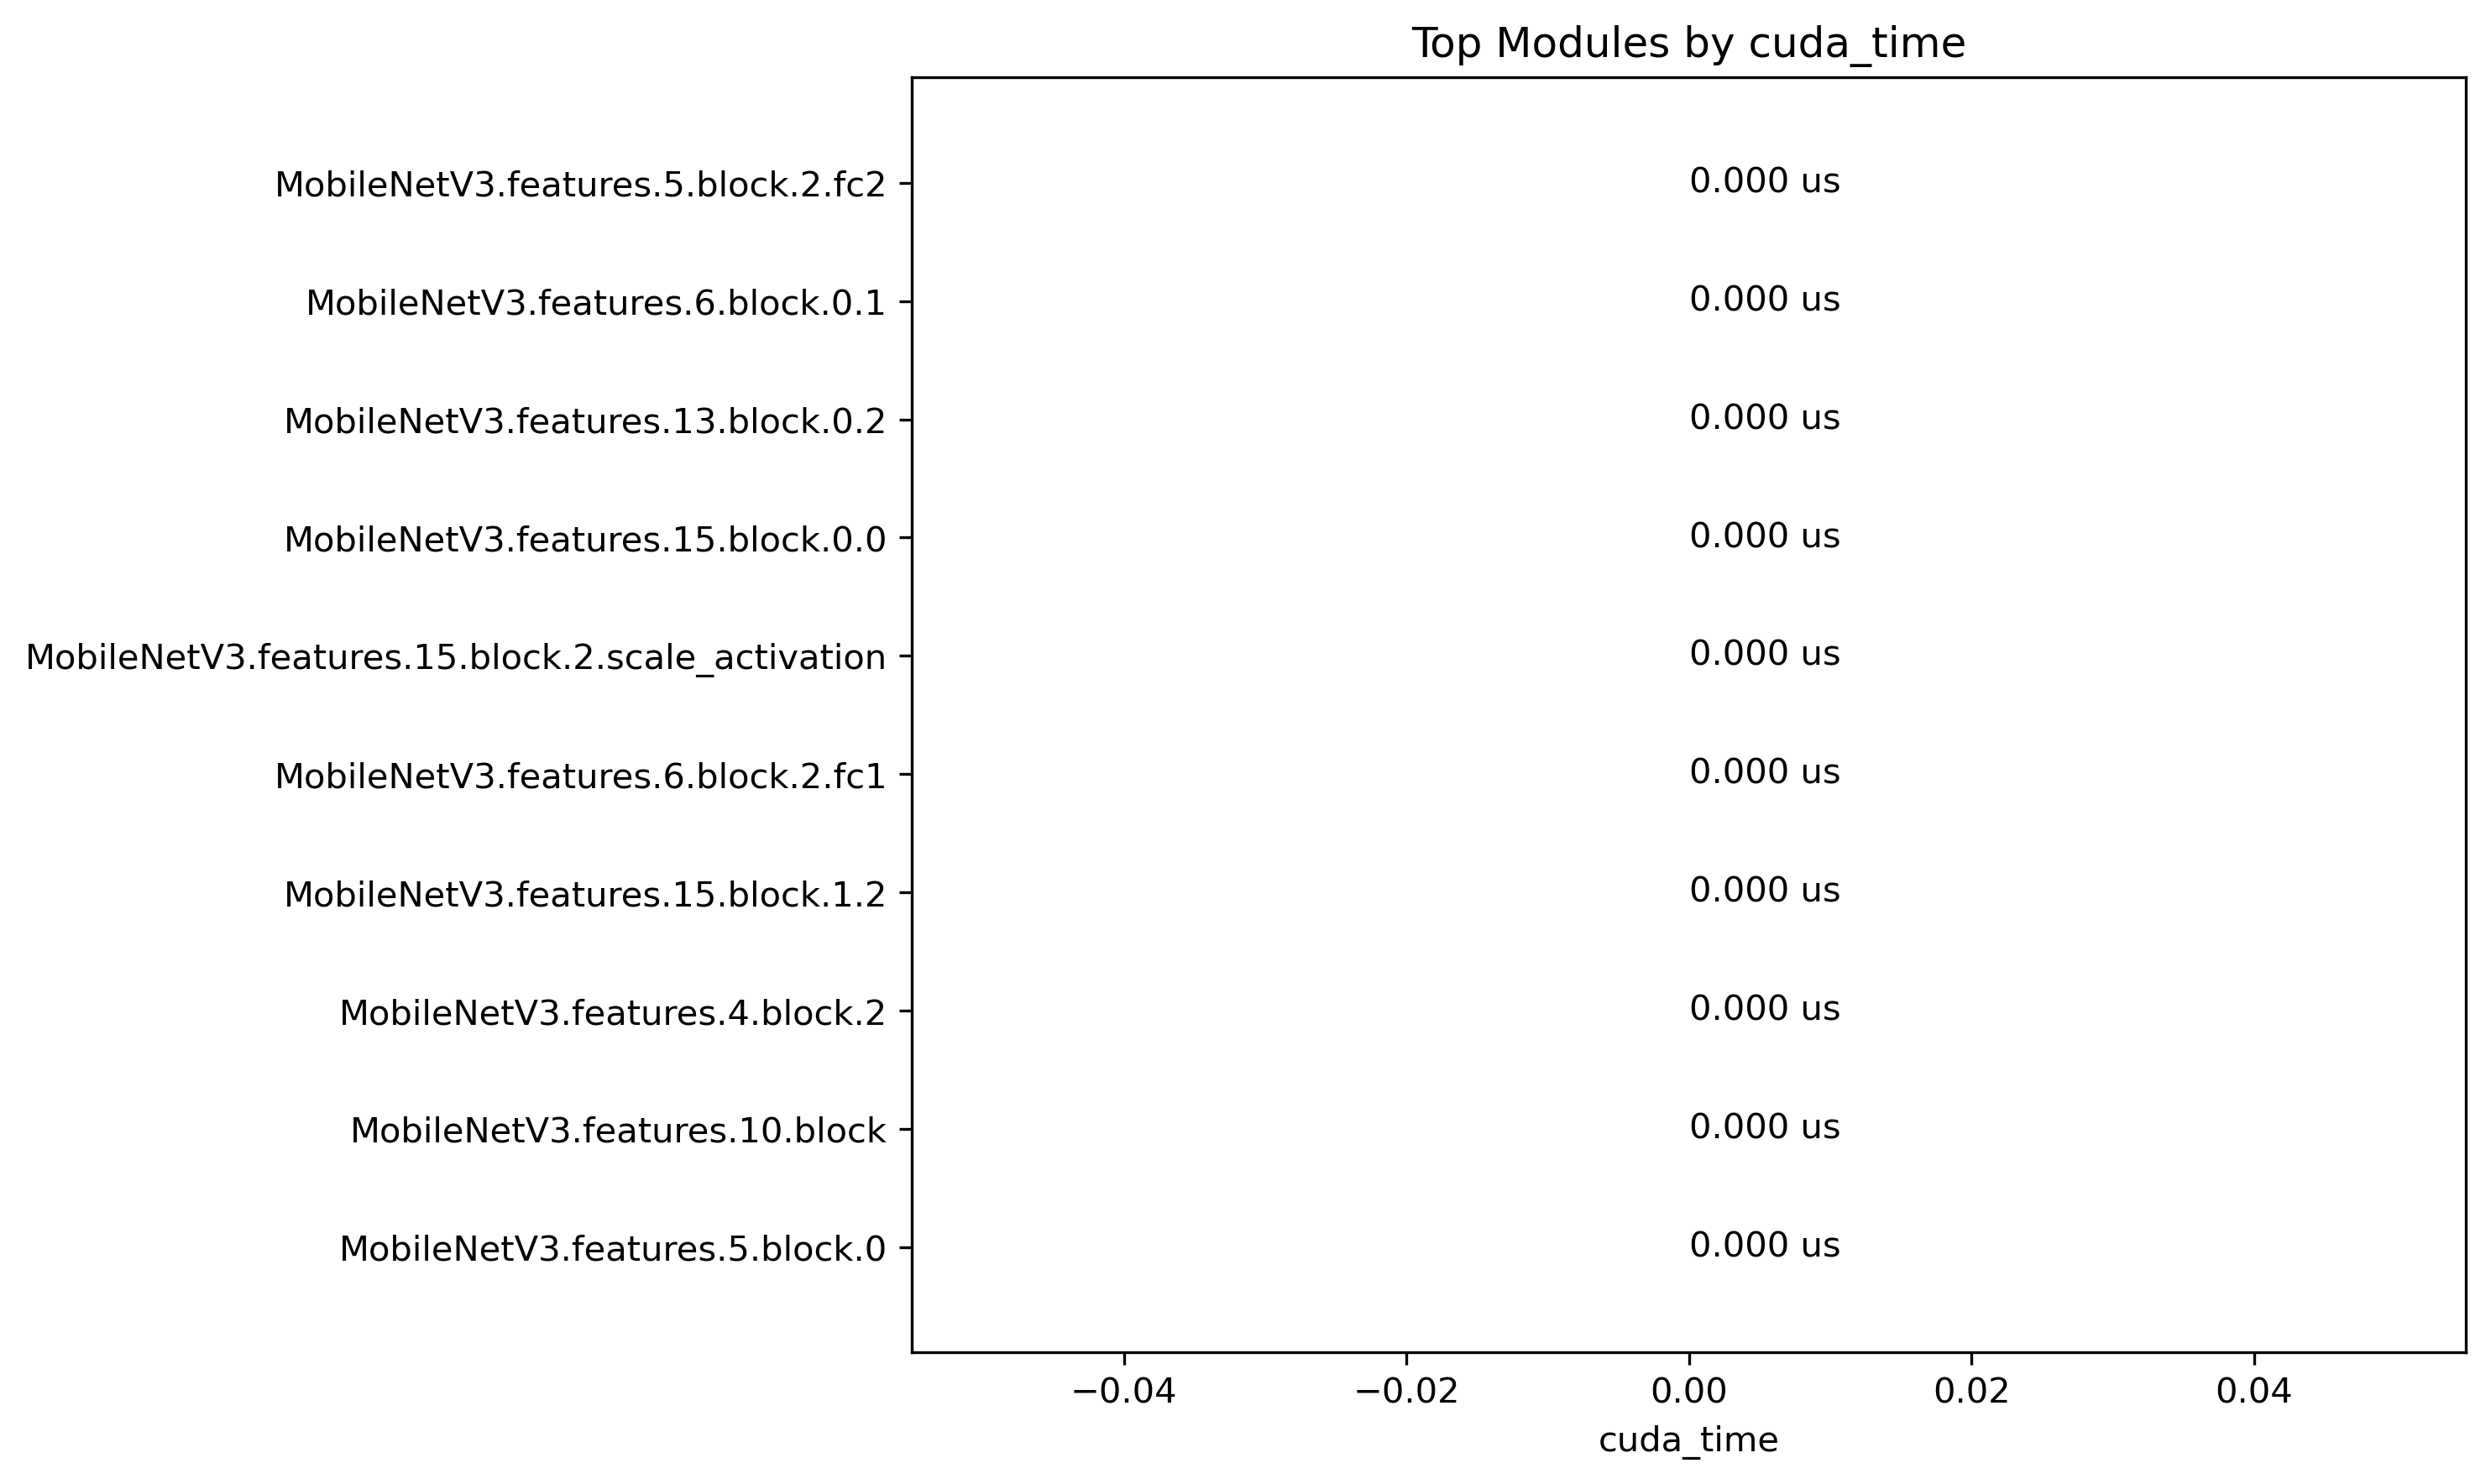 Top Modules by cuda_time
MobileNetV3.features.5.block.2.fc2 0.000 us
MobileNetV3.features.6.block.0.1 0.000 us
MobileNetV3.features.13.block.0.2 0.000 us
MobileNetV3.features.15.block.0.0 0.000 us
MobileNetV3.features.15.block.2.scale_activation 0.000 us
MobileNetV3.features.6.block.2.fc1 0.000 us
MobileNetV3.features.15.block.1.2 0.000 us
MobileNetV3.features.4.block.2 0.000 us
MobileNetV3.features.10.block 0.000 us
MobileNetV3.features.5.block.0 0.000 us
−0.04 −0.02 0.00 0.02 0.04
cuda_time